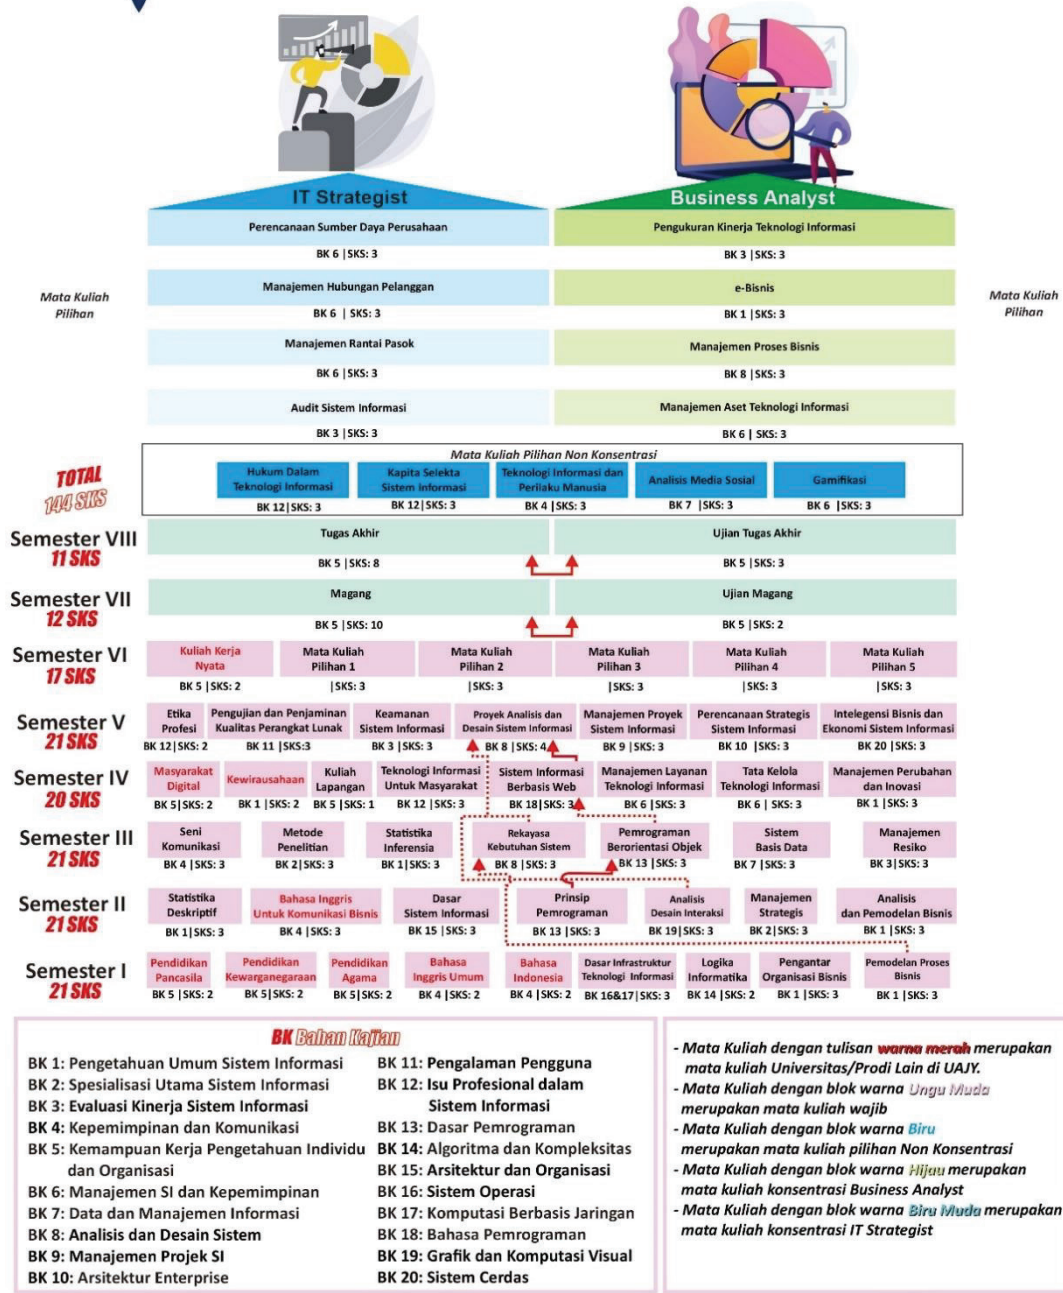 IT Strategist
Business Analyst
Perencanaan Sumber Daya Perusahaan
Pengukuran Kinerja Teknologi Informasi
BK 6 |SKS: 3
BK 3 |SKS: 3
Mata Kuliah
Pilihan
Manajemen Hubungan Pelanggan
e-Bisnis
Mata Kuliah
Pilihan
BK 6 | SKS: 3
BK 1 |SKS: 3
Manajemen Rantai Pasok
Manajemen Proses Bisnis
BK 6 |SKS: 3
BK 8 |SKS: 3
Audit Sistem Informasi
Manajemen Aset Teknologi Informasi
BK 3 |SKS: 3
BK 6 | SKS: 3
Mata Kuliah Pilihan Non Konsentrasi
TOTAL
144 SKS
Hukum Dalam
Teknologi Informasi
Kapita Selekta
Sistem Informasi
Teknologi Informasi dan
Perilaku Manusia
Analisis Media Sosial
Gamifikasi
BK 12|SKS: 3
BK 12|SKS: 3
BK 4 |SKS: 3
BK 7 |SKS: 3
BK 6 |SKS: 3
Semester VIII
11 SKS
Tugas Akhir
Ujian Tugas Akhir
BK 5 |SKS: 8
BK 5 |SKS: 3
Semester VII
12 SKS
Magang
Ujian Magang
BK 5 |SKS: 10
BK 5 |SKS: 2
Semester VI
17 SKS
Kuliah Kerja
Nyata
Mata Kuliah
Pilihan 1
Mata Kuliah
Pilihan 2
Mata Kuliah
Pilihan 3
Mata Kuliah
Pilihan 4
Mata Kuliah
Pilihan 5
BK 5 |SKS: 2
|SKS: 3
|SKS: 3
|SKS: 3
|SKS: 3
|SKS: 3
Semester V
21 SKS
Etika
Profesi
Pengujian dan Penjaminan
Kualitas Perangkat Lunak
Keamanan
Sistem Informasi
Proyek Analisis dan
Desain Sistem Informasi
Manajemen Proyek
Sistem Informasi
Perencanaan Strategis
Sistem Informasi
Intelegensi Bisnis dan
Ekonomi Sistem Informasi
BK 12|SKS: 2
BK 11 |SKS:3
BK 3 |SKS: 3
BK 8 |SKS: 4
BK 9 |SKS: 3
BK 10 |SKS: 3
BK 20 |SKS: 3
Semester IV
20 SKS
Masyarakat
Digital
Kewirausahaan
Kuliah
Lapangan
Teknologi Informasi
Untuk Masyarakat
Sistem Informasi
Berbasis Web
Manajemen Layanan
Teknologi Informasi
Tata Kelola
Teknologi Informasi
Manajemen Perubahan
dan Inovasi
BK 5|SKS: 2
BK 1 |SKS: 2
BK 5 |SKS: 1
BK 12 |SKS: 3
BK 18|SKS: 3
BK 6 |SKS: 3
BK 6 | SKS: 3
BK 1 |SKS: 3
Semester III
21 SKS
Seni
Komunikasi
Metode
Penelitian
Statistika
Inferensia
Rekayasa
Kebutuhan Sistem
Pemrograman
Berorientasi Objek
Sistem
Basis Data
Manajemen
Resiko
BK 4 |SKS: 3
BK 2|SKS: 3
BK 1|SKS: 3
BK 8 |SKS: 3
BK 13 |SKS: 3
BK 7 |SKS: 3
BK 3|SKS: 3
Semester II
21 SKS
Statistika
Deskriptif
Bahasa Inggris
Untuk Komunikasi Bisnis
Dasar
Sistem Informasi
Prinsip
Pemrograman
Analisis
Desain Interaksi
Manajemen
Strategis
Analisis
dan Pemodelan Bisnis
BK 1|SKS: 3
BK 4 |SKS: 3
BK 15 |SKS: 3
BK 13 |SKS: 3
BK 19|SKS: 3
BK 2|SKS: 3
BK 1 |SKS: 3
Semester I
21 SKS
Pendidikan
Pancasila
Pendidikan
Kewarganegaraan
Pendidikan
Agama
Bahasa
Inggris Umum
Bahasa
Indonesia
Dasar Infrastruktur
Teknologi Informasi
Logika
Informatika
Pengantar
Organisasi Bisnis
Pemodelan Proses
Bisnis
BK 5 |SKS: 2
BK 5|SKS: 2
BK 5|SKS: 2
BK 4 |SKS: 2
BK 4 |SKS: 2
BK 16&17|SKS: 3
BK 14 |SKS: 2
BK 1 |SKS: 3
BK 1 |SKS: 3
BK Bahan Kajian
BK 1: Pengetahuan Umum Sistem Informasi
BK 2: Spesialisasi Utama Sistem Informasi
BK 3: Evaluasi Kinerja Sistem Informasi
BK 4: Kepemimpinan dan Komunikasi
BK 5: Kemampuan Kerja Pengetahuan Individu
dan Organisasi
BK 6: Manajemen SI dan Kepemimpinan
BK 7: Data dan Manajemen Informasi
BK 8: Analisis dan Desain Sistem
BK 9: Manajemen Projek SI
BK 10: Arsitektur Enterprise
BK 11: Pengalaman Pengguna
BK 12: Isu Profesional dalam
Sistem Informasi
BK 13: Dasar Pemrograman
BK 14: Algoritma dan Kompleksitas
BK 15: Arsitektur dan Organisasi
BK 16: Sistem Operasi
BK 17: Komputasi Berbasis Jaringan
BK 18: Bahasa Pemrograman
BK 19: Grafik dan Komputasi Visual
BK 20: Sistem Cerdas
- Mata Kuliah dengan tulisan warna merah merupakan
mata kuliah Universitas/Prodi Lain di UAJY.
- Mata Kuliah dengan blok warna Ungu Muda
merupakan mata kuliah wajib
- Mata Kuliah dengan blok warna Biru
merupakan mata kuliah pilihan Non Konsentrasi
- Mata Kuliah dengan blok warna Hijau merupakan
mata kuliah konsentrasi Business Analyst
- Mata Kuliah dengan blok warna Biru Muda merupakan
mata kuliah konsentrasi IT Strategist